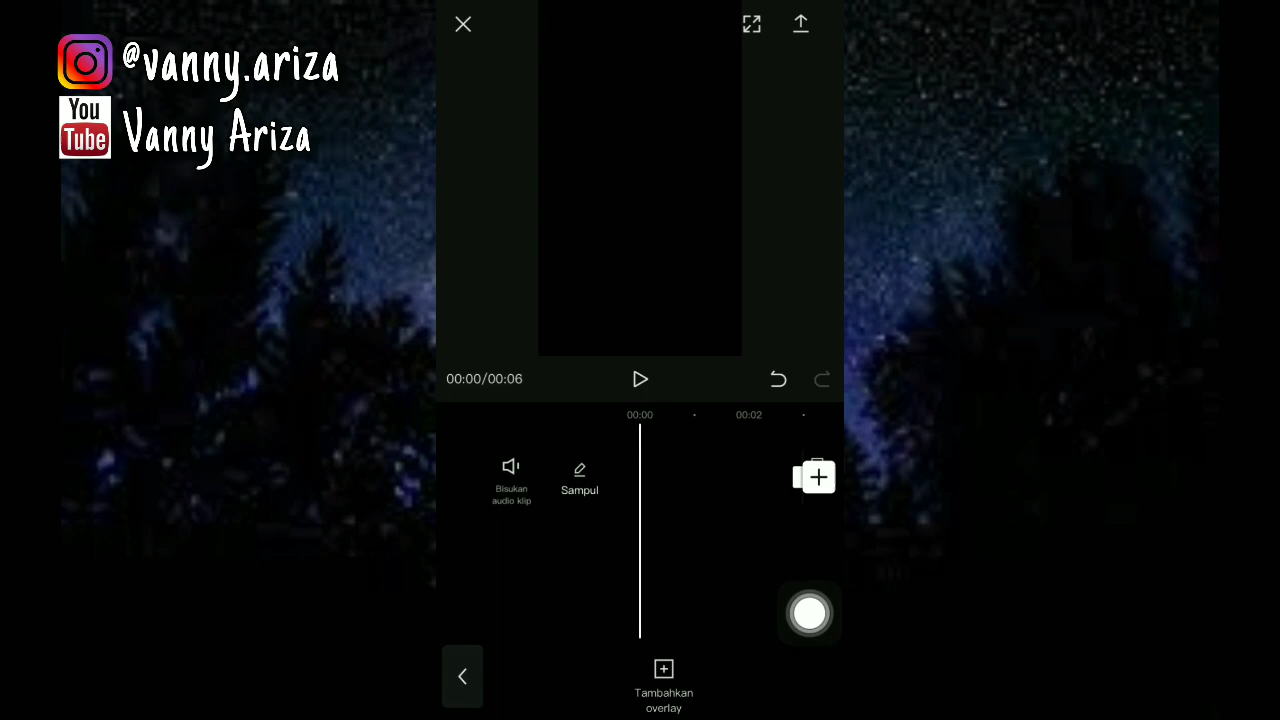 @vanny.ariza
You
Tube
Vanny Ariza
00:00/00:06
00:00
00:02
Bisukan
audio klip
Sampul
Tambahkan
overlay